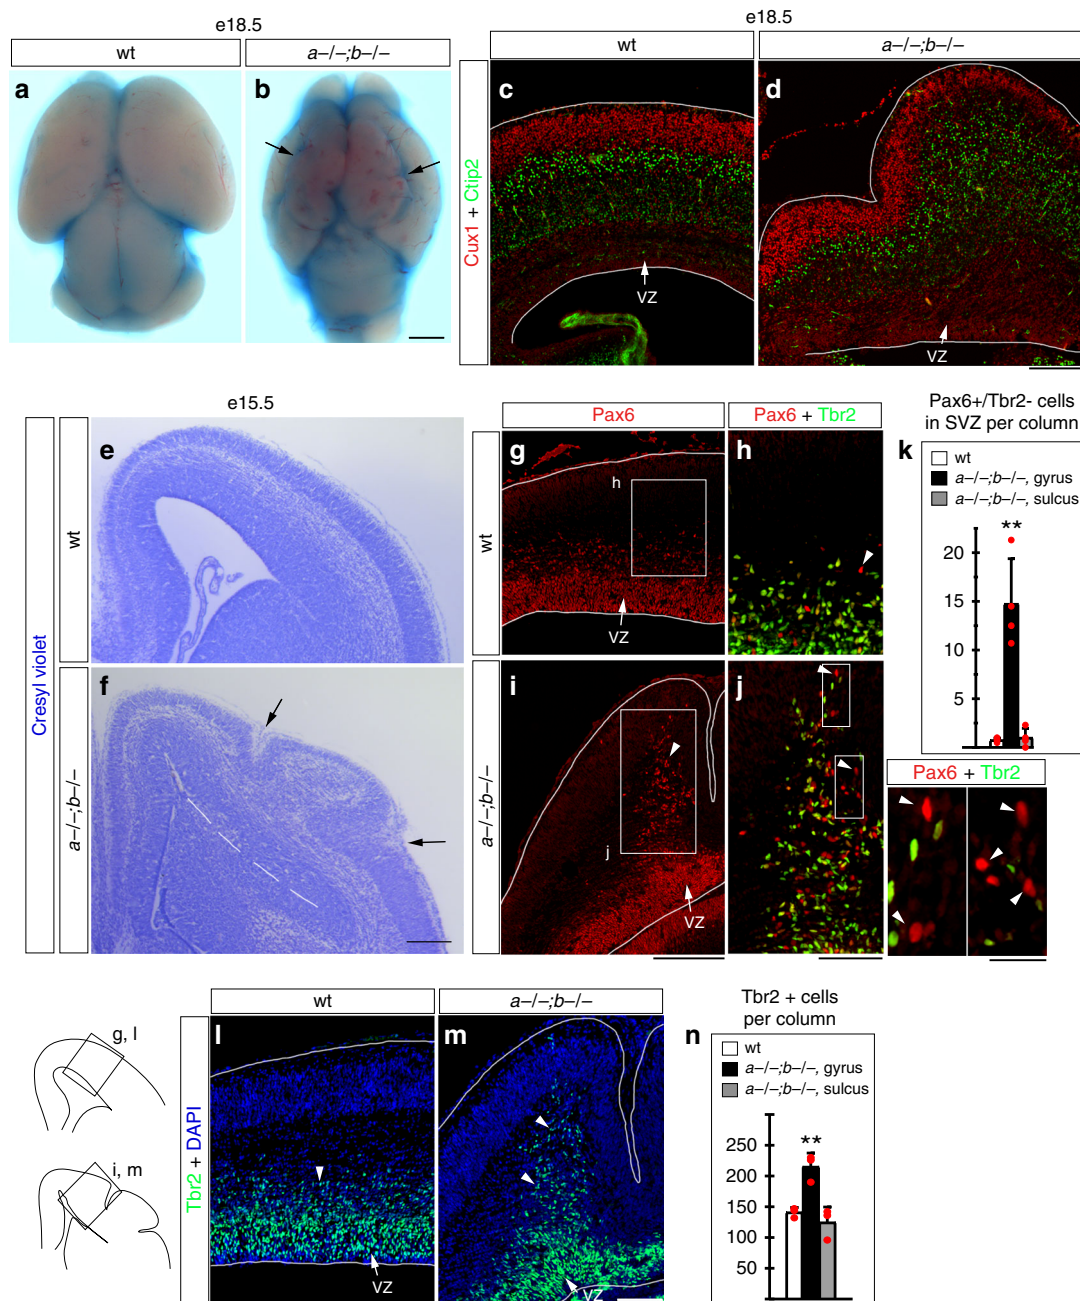 e18.5
wt
a–/–;b–/–
a
b
e18.5
wt
a–/–;b–/–
Cux1 + Ctip2
c
VZ
d
VZ
e15.5
Cresyl violet
wt
a–/–;b–/–
e
f
Pax6
Pax6 + Tbr2
wt
a–/–;b–/–
g
h
VZ
h
i
j
VZ
j
Pax6+/Tbr2- cells
in SVZ per column
k
wt
a–/–;b–/–, gyrus
a–/–;b–/–, sulcus
**
20
15
10
5
Pax6 + Tbr2
g, l
i, m
wt
a–/–;b–/–
Tbr2 + DAPI
l
VZ
m
VZ
Tbr2 + cells
per column
n
wt
a–/–;b–/–, gyrus
a–/–;b–/–, sulcus
**
250
200
150
100
50